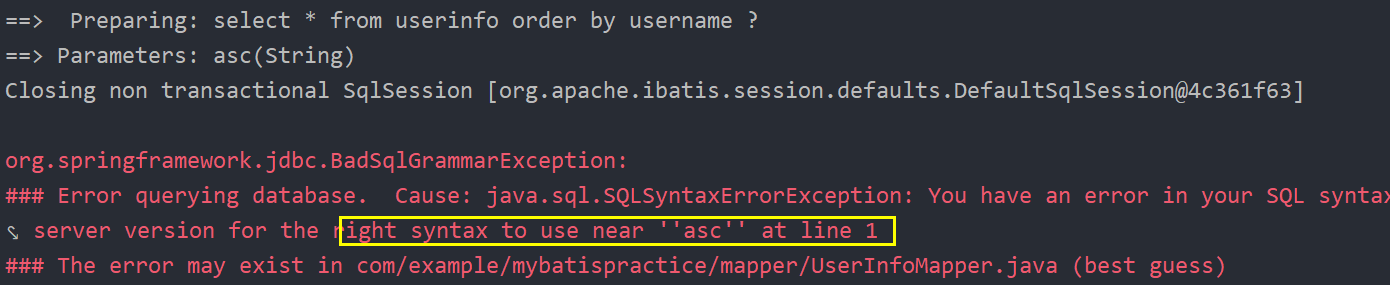 ==>  Preparing: select * from userinfo order by username ?
==> Parameters: asc(String)
Closing non transactional SqlSession [org.apache.ibatis.session.defaults.DefaultSqlSession@4c361f63]
org.springframework.jdbc.BadSqlGrammarException:
### Error querying database.  Cause: java.sql.SQLSyntaxErrorException: You have an error in your SQL syntax
server version for the right syntax to use near ''asc'' at line 1
### The error may exist in com/example/mybatispractice/mapper/UserInfoMapper.java (best guess)